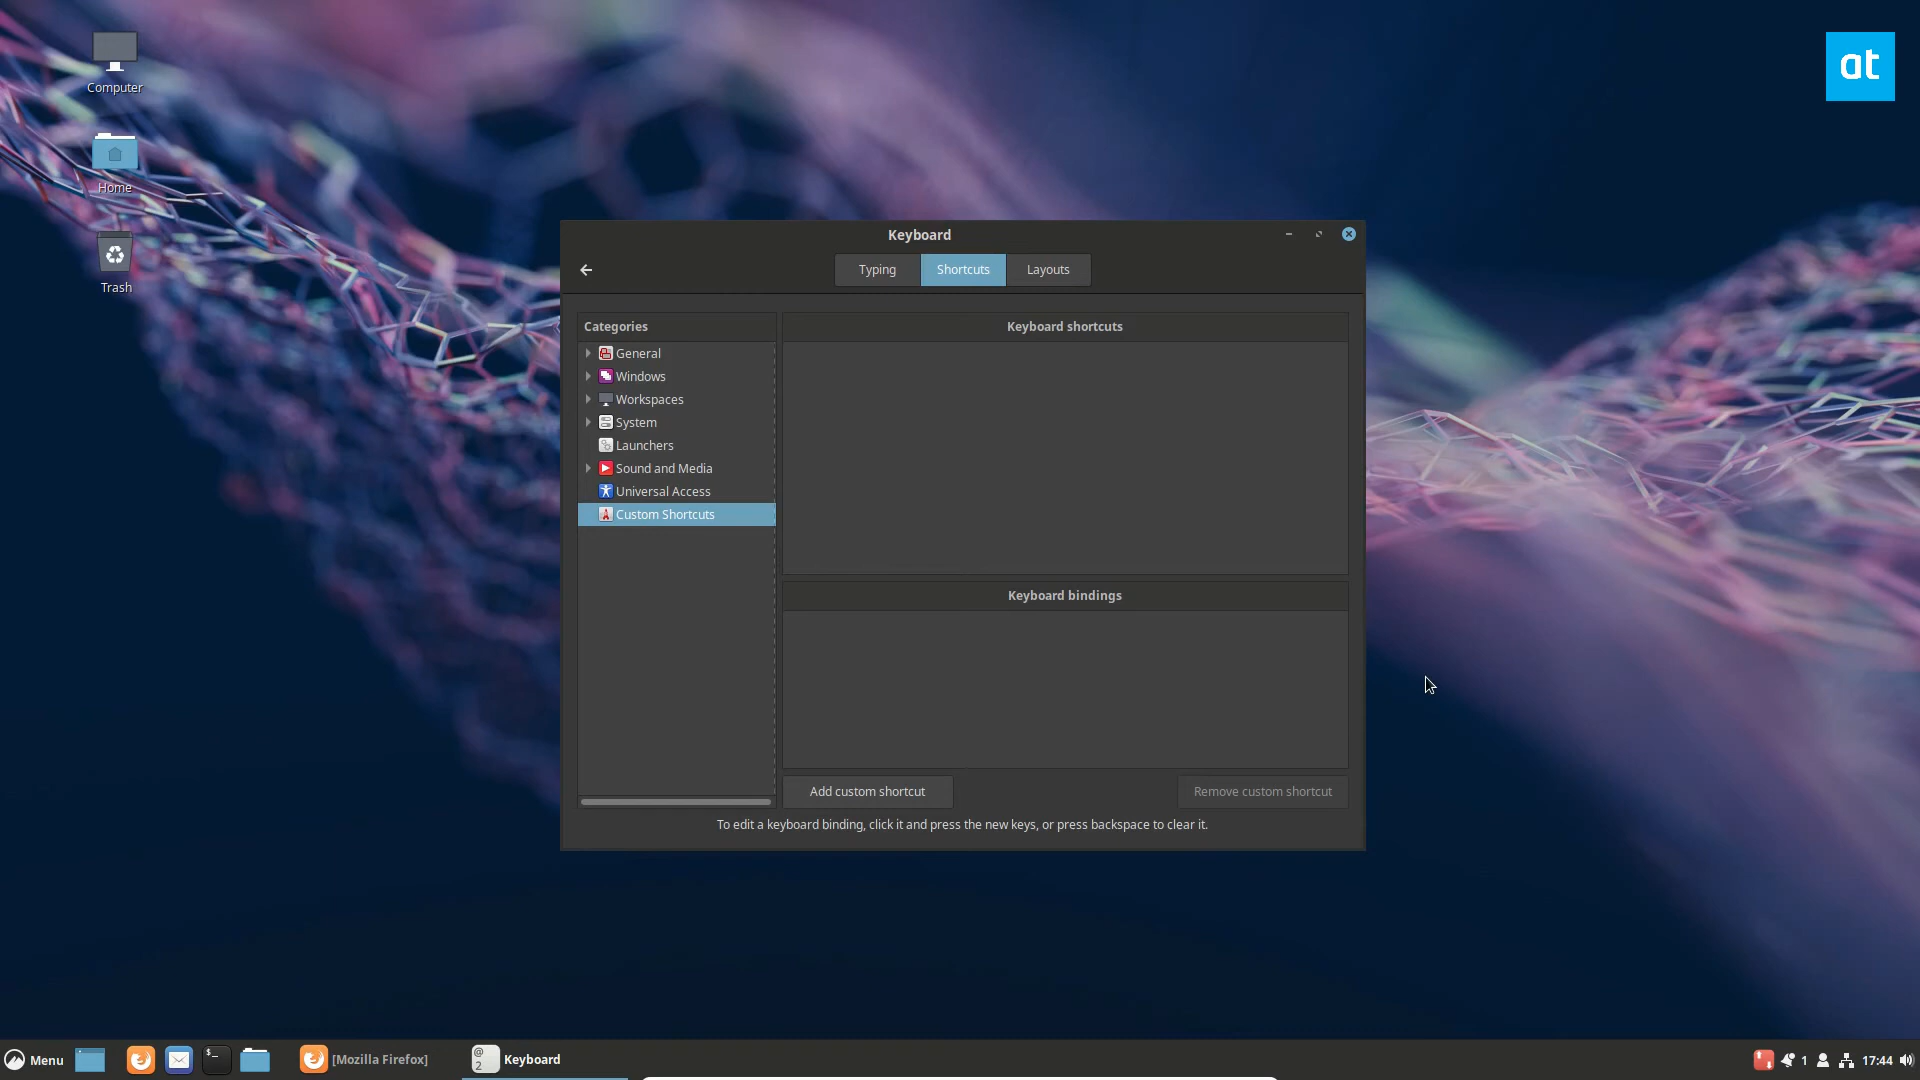 Computer
Home
Trash
at
Keyboard
Typing
Shortcuts
Layouts
Categories
General
Windows
Workspaces
System
Launchers
Sound and Media
Universal Access
Custom Shortcuts
Keyboard shortcuts
Keyboard bindings
Add custom shortcut
Remove custom shortcut
To edit a keyboard binding, click it and press the new keys, or press backspace to clear it.
Menu
$_
[Mozilla Firefox]
@
2
Keyboard
1
17:44